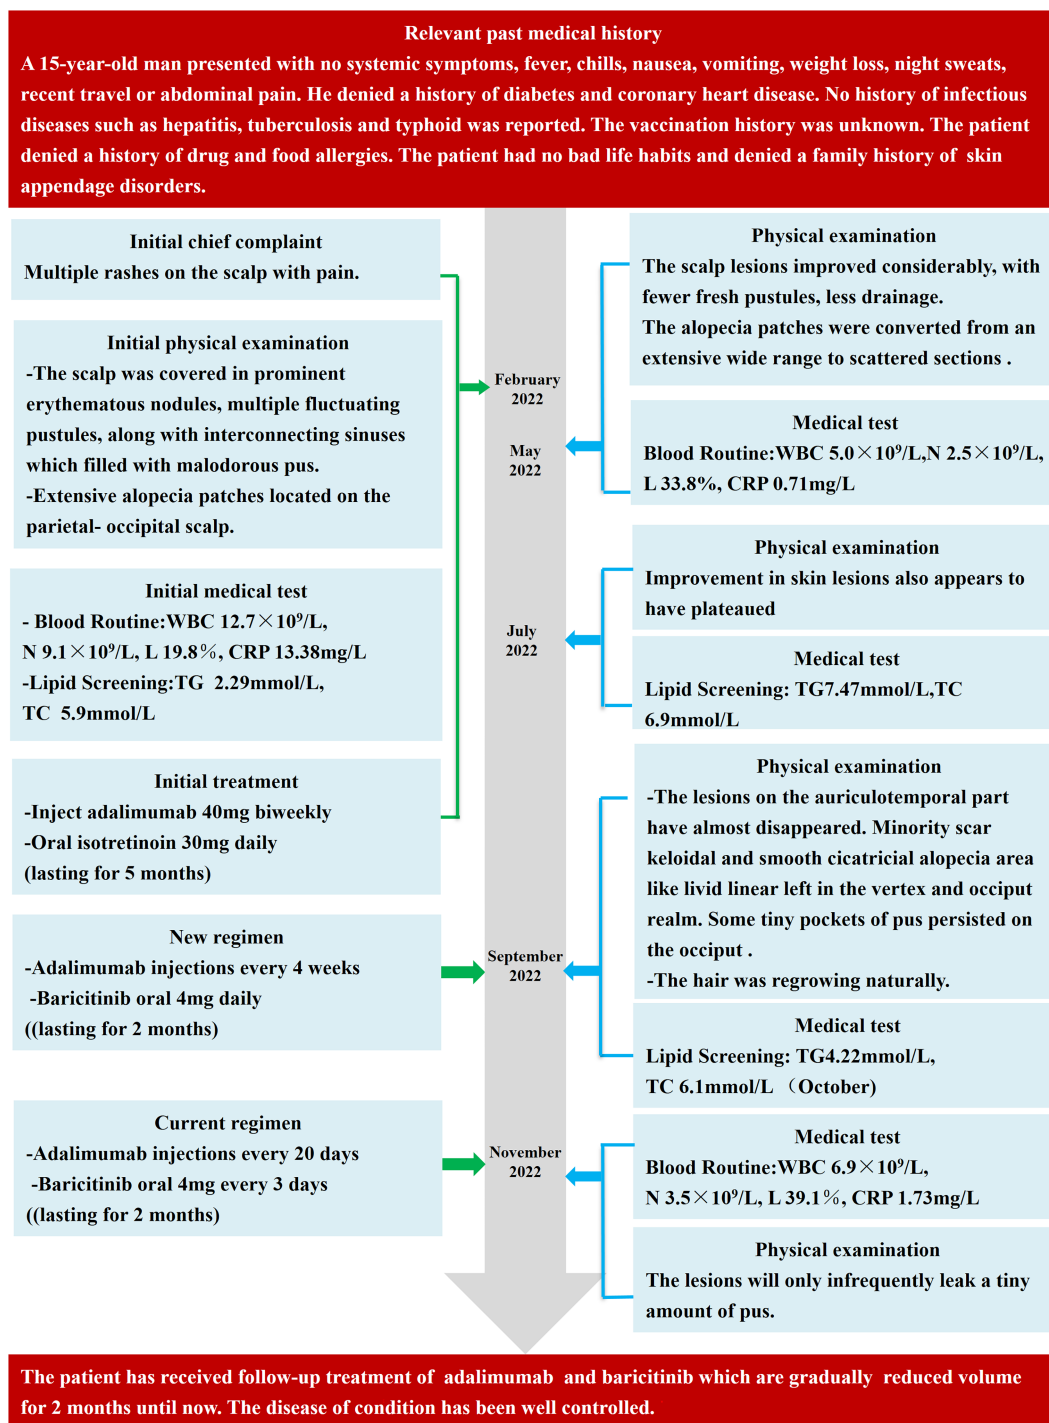 Relevant past medical history
A 15-year-old man presented with no systemic symptoms, fever, chills, nausea, vomiting, weight loss, night sweats,
recent travel or abdominal pain. He denied a history of diabetes and coronary heart disease. No history of infectious
diseases such as hepatitis, tuberculosis and typhoid was reported. The vaccination history was unknown. The patient
denied a history of drug and food allergies. The patient had no bad life habits and denied a family history of skin
appendage disorders.
Initial chief complaint
Multiple rashes on the scalp with pain.
Initial physical examination
-The scalp was covered in prominent
erythematous nodules, multiple fluctuating
pustules, along with interconnecting sinuses
which filled with malodorous pus.
-Extensive alopecia patches located on the
parietal- occipital scalp.
Initial medical test
- Blood Routine:WBC 12.7×10⁹/L,
N 9.1×10⁹/L, L 19.8%, CRP 13.38mg/L
-Lipid Screening:TG 2.29mmol/L,
TC 5.9mmol/L
Initial treatment
-Inject adalimumab 40mg biweekly
-Oral isotretinoin 30mg daily
(lasting for 5 months)
February
2022
Physical examination
The scalp lesions improved considerably, with
fewer fresh pustules, less drainage.
The alopecia patches were converted from an
extensive wide range to scattered sections .
Medical test
Blood Routine:WBC 5.0×10⁹/L,N 2.5×10⁹/L,
L 33.8%, CRP 0.71mg/L
May
2022
Physical examination
Improvement in skin lesions also appears to
have plateaued
Medical test
Lipid Screening: TG7.47mmol/L,TC
6.9mmol/L
July
2022
New regimen
-Adalimumab injections every 4 weeks
-Baricitinib oral 4mg daily
((lasting for 2 months)
September
2022
Physical examination
-The lesions on the auriculotemporal part
have almost disappeared. Minority scar
keloidal and smooth cicatricial alopecia area
like livid linear left in the vertex and occiput
realm. Some tiny pockets of pus persisted on
the occiput .
-The hair was regrowing naturally.
Medical test
Lipid Screening: TG4.22mmol/L,
TC 6.1mmol/L （October)
Current regimen
-Adalimumab injections every 20 days
-Baricitinib oral 4mg every 3 days
((lasting for 2 months)
November
2022
Medical test
Blood Routine:WBC 6.9×10⁹/L,
N 3.5×10⁹/L, L 39.1%, CRP 1.73mg/L
Physical examination
The lesions will only infrequently leak a tiny
amount of pus.
The patient has received follow-up treatment of adalimumab and baricitinib which are gradually reduced volume
for 2 months until now. The disease of condition has been well controlled.